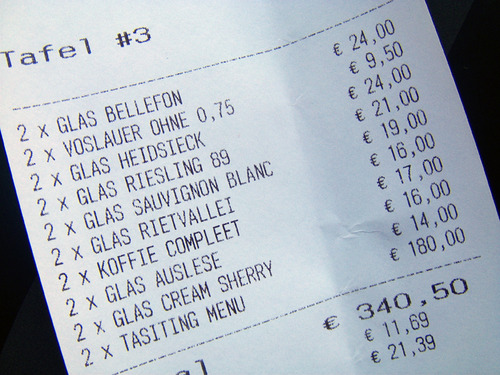 Tafel #3
2 x GLAS BELLEFON € 24,00
2 x VOSLAUER OHNE 0,75 € 9,50
2 x GLAS HEIDSIECK € 24,00
2 x GLAS RIESLING 89 € 21,00
2 x GLAS SAUVIGNON BLANC € 19,00
2 x GLAS RIETVALLEI € 16,00
2 x KOFFIE COMPLEET € 17,00
2 x GLAS AUSLESE € 16,00
2 x GLAS CREAM SHERRY € 14,00
2 x TASITING MENU € 180,00
€ 340,50
€ 11,69
€ 21,39